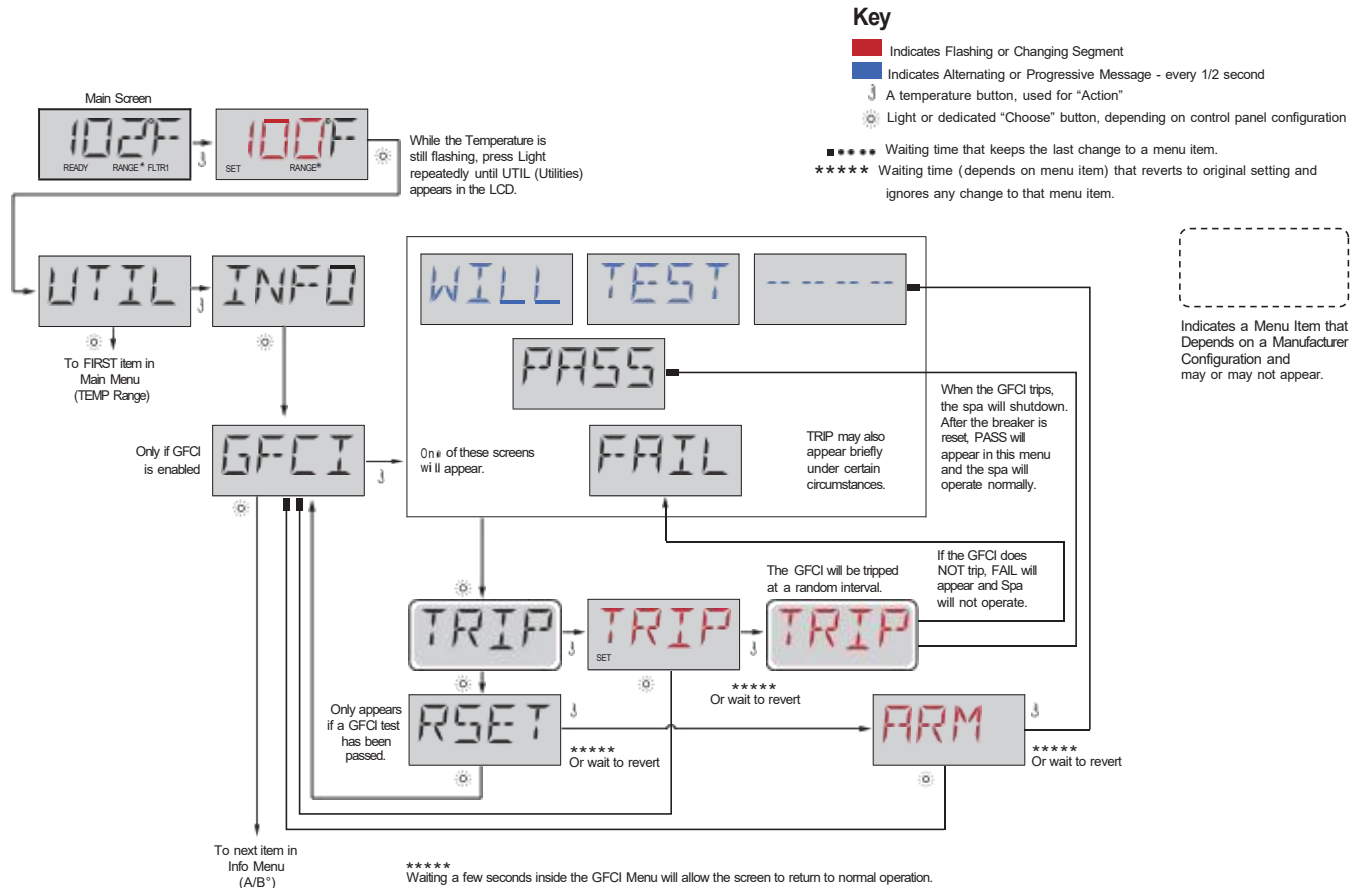 Key
Indicates Flashing or Changing Segment
Indicates Alternating or Progressive Message - every 1/2 second
A temperature button, used for “Action”
Light or dedicated “Choose” button, depending on control panel configuration
Waiting time that keeps the last change to a menu item.
***** Waiting time (depends on menu item) that reverts to original setting and
ignores any change to that menu item.
Main Screen
102°F
READY RANGE * FLTR1
100°F
SET RANGE*
While the Temperature is
still flashing, press Light
repeatedly until UTIL (Utilities)
appears in the LCD.
UTIL
INFO
To FIRST item in
Main Menu
(TEMP Range)
WILL
TEST
-- -- -- --
PASS
FAIL
One of these screens
will appear.
TRIP may also
appear briefly
under certain
circumstances.
When the GFCI trips,
the spa will shutdown.
After the breaker is
reset, PASS will
appear in this menu
and the spa will
operate normally.
Indicates a Menu Item that
Depends on a Manufacturer
Configuration and
may or may not appear.
Only if GFCI
is enabled
GFCI
If the GFCI does
NOT trip, FAIL will
appear and Spa
will not operate.
The GFCI will be tripped
at a random interval.
TRIP
TRIP
SET
TRIP
*****
Or wait to revert
Only appears
if a GFCI test
has been
passed.
RSET
*****
Or wait to revert
ARM
*****
Or wait to revert
To next item in
Info Menu
(A/B°)
*****
Waiting a few seconds inside the GFCI Menu will allow the screen to return to normal operation.